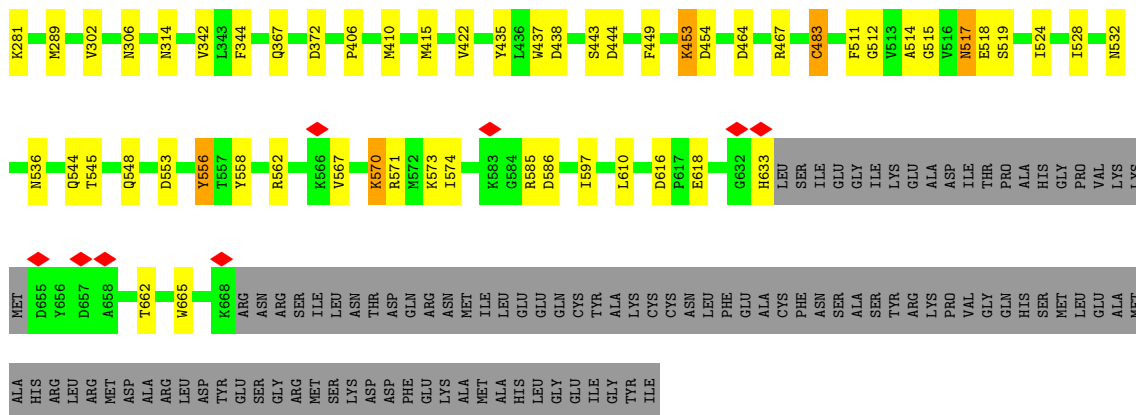 K281 M289 V302 N306 N314 V342 L343 F344 Q367 D372 P406 M410 M415 V422 Y435 L436 W437 D438 S443 D444 F449 K453 D454 D464 R467 C483 F511 G512 V513 A514 G515 V516 N517 E518 S519 I524 I528 N532
N536 Q544 T545 Q548 D553 Y556 T557 Y558 R562 K566 V567 K570 R571 M572 K573 I574 K583 G584 R585 D586 I597 L610 D616 P617 E618 G632 H633 LEU SER ILE GLU GLY ILE LYS GLU ALA ASP ILE THR PRO ALA HIS GLY PRO VAL LYS LYS
MET D655 Y656 D657 A658 T662 W665 K668 ARG ASN ARG SER ILE LEU ASN THR ASP GLN ARG ASN MET ILE LEU GLU GLU GLN CYS TYR ALA LYS CYS CYS ASN LEU PHE GLU ALA CYS PHE ASN SER ALA SER TYR ARG LYS PRO VAL GLY GLN HIS SER MET LEU GLU ALA MET
ALA HIS ARG LEU ARG MET ASP ALA ARG LEU ASP TYR GLU SER GLY ARG MET SER LYS ASP ASP PHE GLU LYS ALA MET ALA HIS LEU GLY GLU ILE GLY TYR ILE